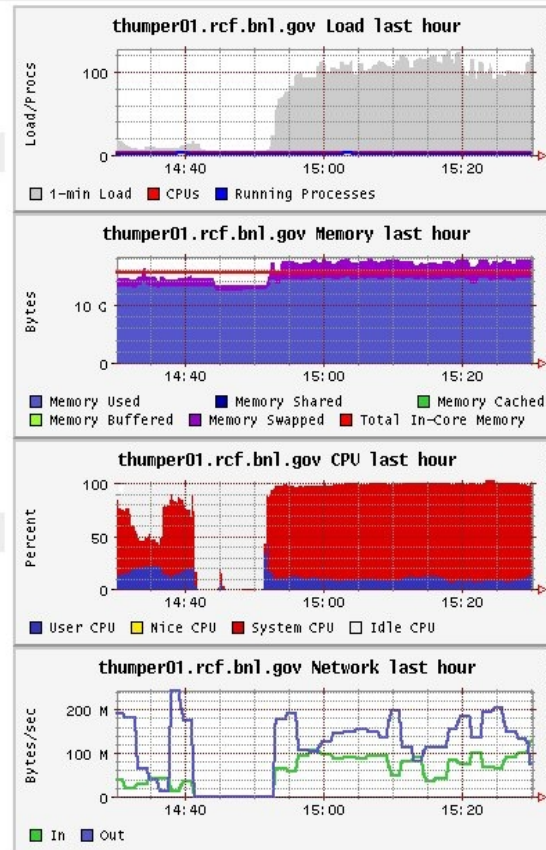 thumper01.rcf.bnl.gov Load last hour
Load/Procs
100
0
14:40 15:00 15:20
1-min Load CPUs Running Processes
thumper01.rcf.bnl.gov Memory last hour
Bytes
10 G
0
14:40 15:00 15:20
Memory Used Memory Shared Memory Cached
Memory Buffered Memory Swapped Total In-Core Memory
thumper01.rcf.bnl.gov CPU last hour
Percent
100
50
0
14:40 15:00 15:20
User CPU Nice CPU System CPU Idle CPU
thumper01.rcf.bnl.gov Network last hour
Bytes/sec
200 M
100 M
0
14:40 15:00 15:20
In Out